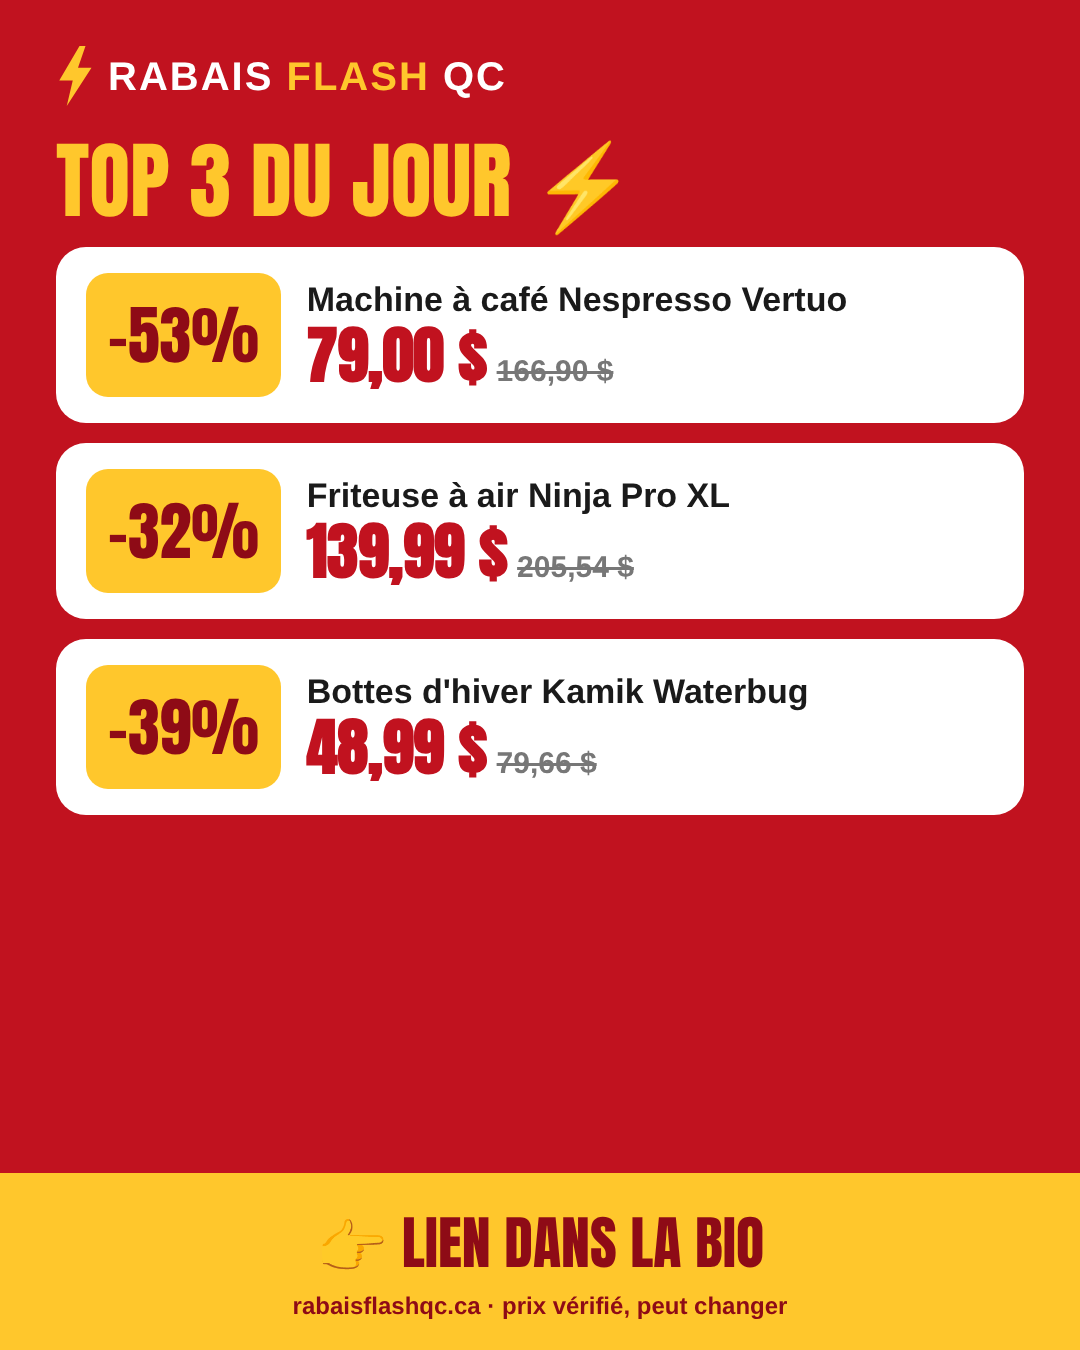 RABAIS FLASH QC
TOP 3 DU JOUR ⚡
-53%
Machine à café Nespresso Vertuo
79,00 $ 166,90 $
-32%
Friteuse à air Ninja Pro XL
139,99 $ 205,54 $
-39%
Bottes d'hiver Kamik Waterbug
48,99 $ 79,66 $
👉 LIEN DANS LA BIO
rabaisflashqc.ca · prix vérifié, peut changer